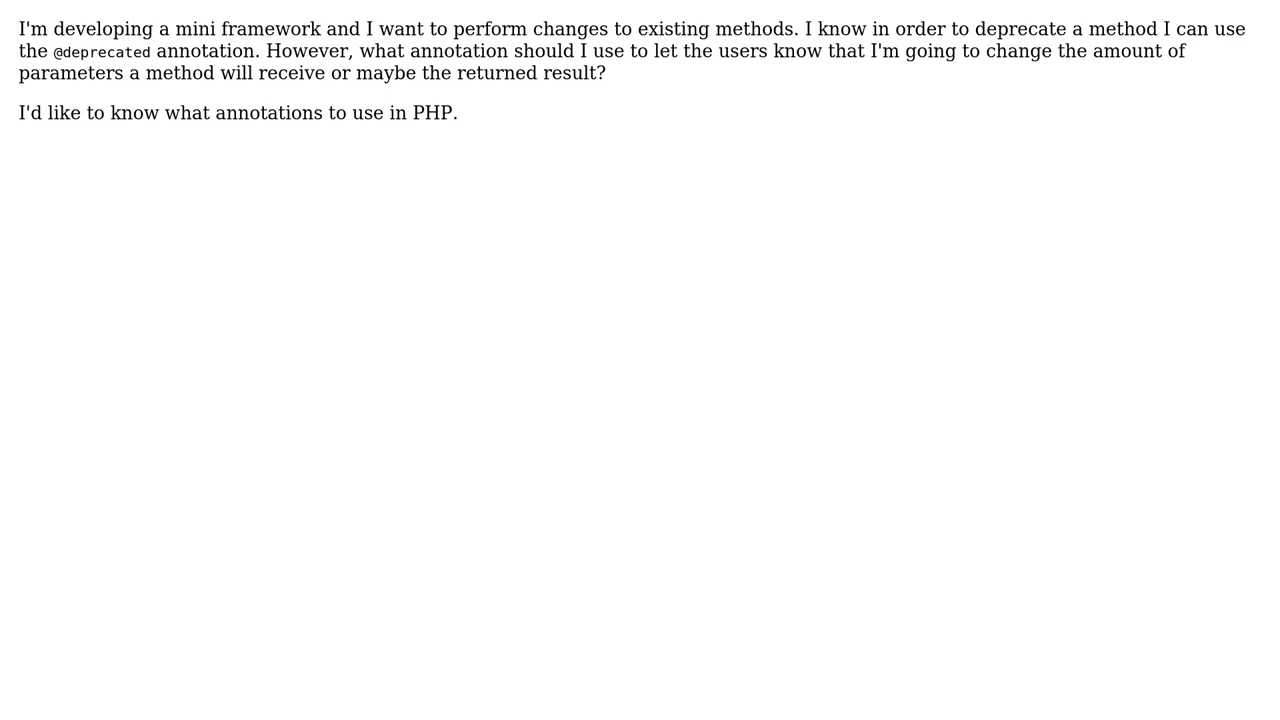 I'm developing a mini framework and I want to perform changes to existing methods. I know in order to deprecate a method I can use
the @deprecated annotation. However, what annotation should I use to let the users know that I'm going to change the amount of
parameters a method will receive or maybe the returned result?
I'd like to know what annotations to use in PHP.